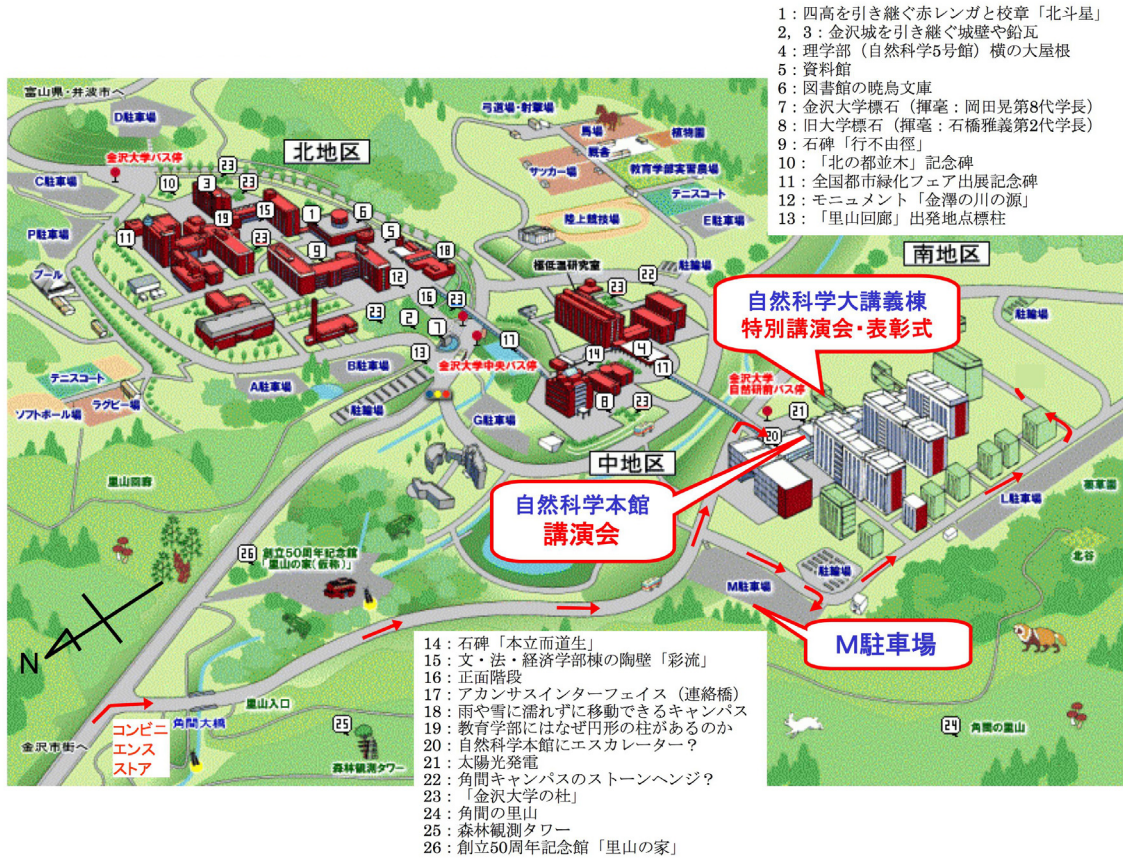 1：四高を引き継ぐ赤レンガと校章「北斗星」
2，3：金沢城を引き継ぐ城壁や鉛瓦
4：理学部（自然科学5号館）横の大屋根
5：資料館
6：図書館の暁烏文庫
7：金沢大学標石（揮毫：岡田晃第8代学長）
8：旧大学標石（揮毫：石橋雅義第2代学長）
9：石碑「行不由徑」
10：「北の都並木」記念碑
11：全国都市緑化フェア出展記念碑
12：モニュメント「金澤の川の源」
13：「里山回廊」出発地点標柱
富山県・井波市へ
D駐車場
金沢大学バス停
北地区
C駐車場
P駐車場
プール
弓道場・射撃場
馬場
植物園
厩舎
サッカー場
教育学部実習農場
テニスコート
陸上競技場
E駐車場
極低温研究室
駐輪場
南地区
自然科学大講義棟
特別講演会・表彰式
駐輪場
金沢大学
自然研前バス停
テニスコート
ソフトボール場
ラグビー場
A駐車場
B駐車場
駐輪場
金沢大学中央バス停
G駐車場
中地区
自然科学本館
講演会
L駐車場
薬草園
北谷
里山回廊
創立50周年記念館
「里山の家(仮称)」
M駐車場
駐輪場
M駐車場
N
里山入口
角間大橋
コンビニ
エンス
ストア
金沢市街へ
森林観測タワー
角間の里山
14：石碑「本立而道生」
15：文・法・経済学部棟の陶壁「彩流」
16：正面階段
17：アカンサスインターフェイス（連絡橋）
18：雨や雪に濡れずに移動できるキャンパス
19：教育学部にはなぜ円形の柱があるのか
20：自然科学本館にエスカレーター？
21：太陽光発電
22：角間キャンパスのストーンヘンジ？
23：「金沢大学の杜」
24：角間の里山
25：森林観測タワー
26：創立50周年記念館「里山の家」